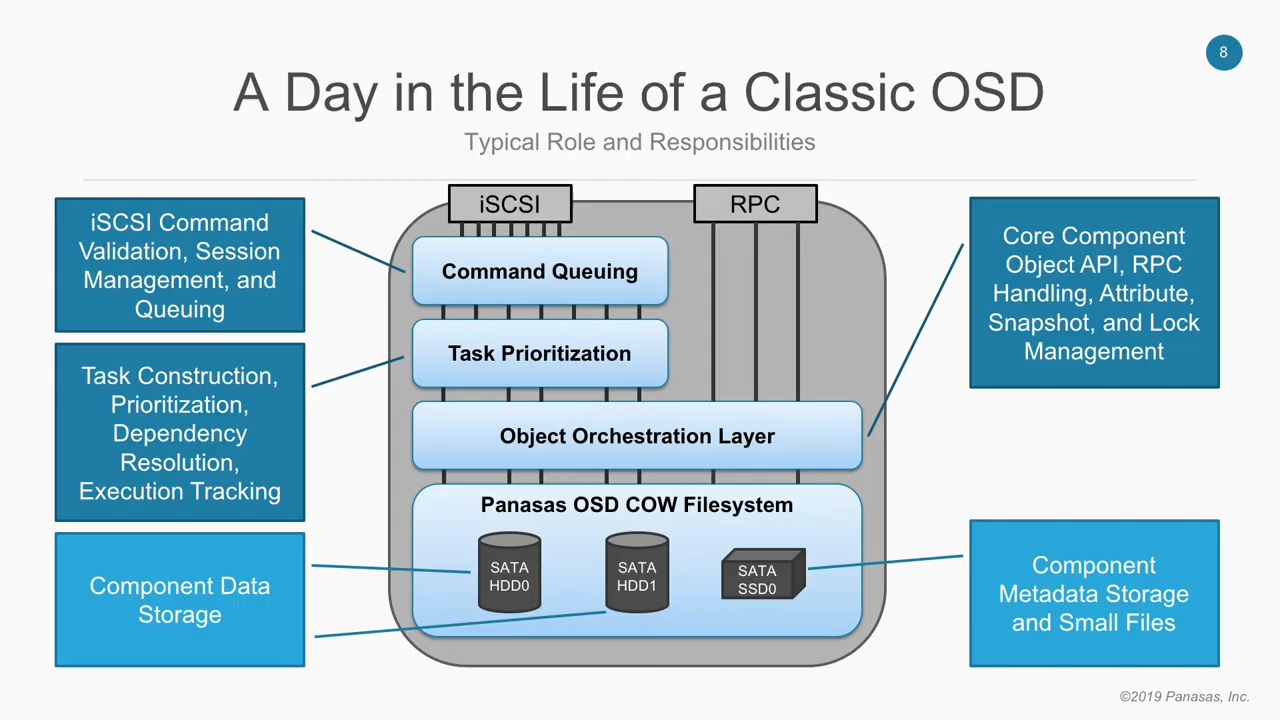 8
A Day in the Life of a Classic OSD
Typical Role and Responsibilities
iSCSI
RPC
iSCSI Command
Validation, Session
Management, and
Queuing
Command Queuing
Core Component
Object API, RPC
Handling, Attribute,
Snapshot, and Lock
Management
Task Construction,
Prioritization,
Dependency
Resolution,
Execution Tracking
Task Prioritization
Object Orchestration Layer
Panasas OSD COW Filesystem
SATA
HDD0
SATA
HDD1
SATA
SSD0
Component Data
Storage
Component
Metadata Storage
and Small Files
©2019 Panasas, Inc.